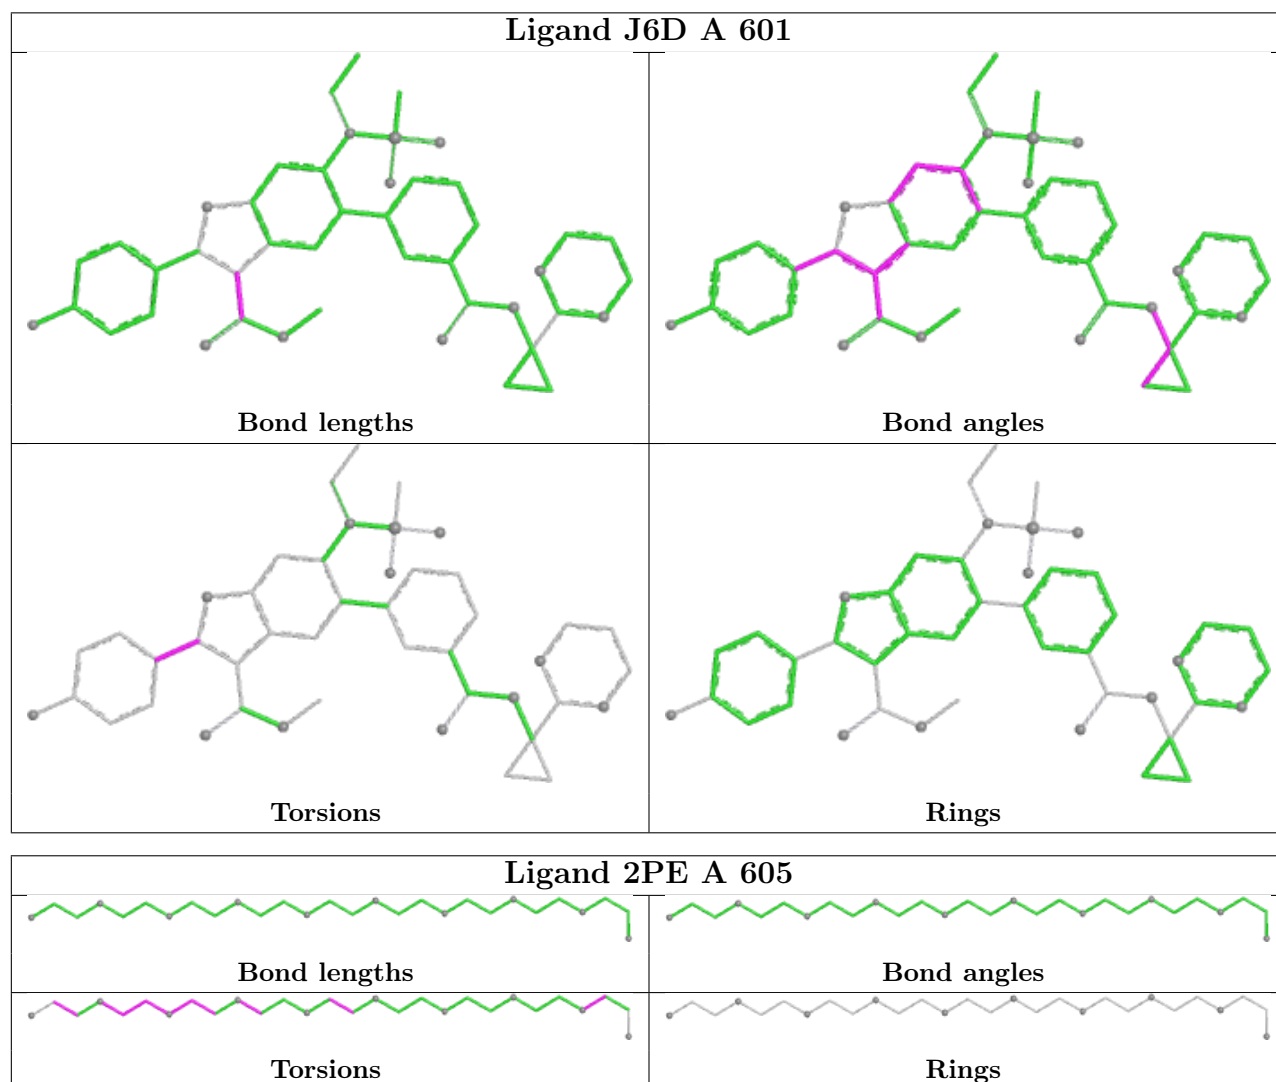 Ligand J6D A 601
Bond lengths
Bond angles
Torsions
Rings
Ligand 2PE A 605
Bond lengths
Bond angles
Torsions
Rings